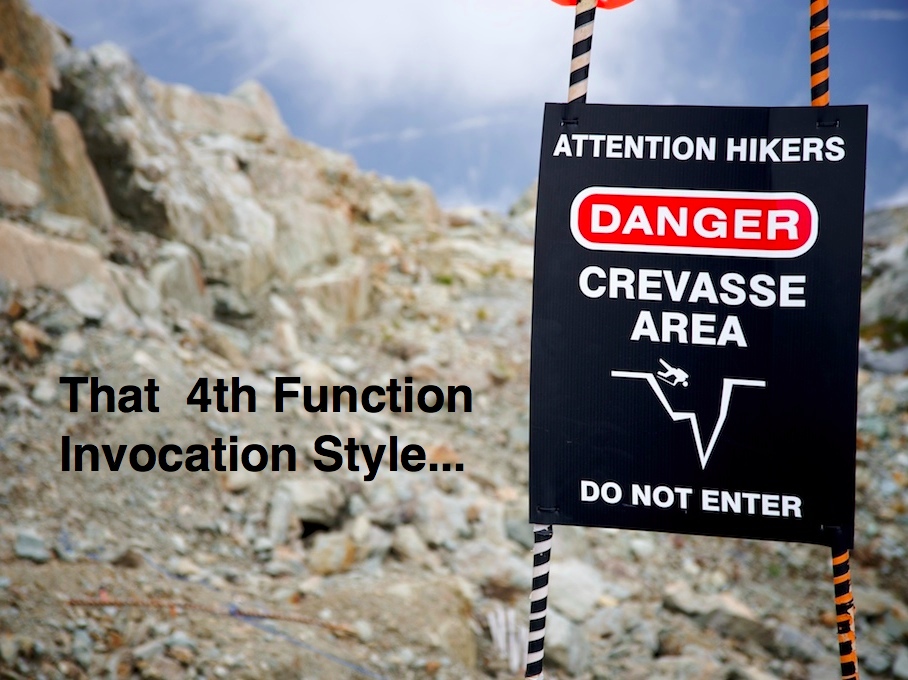 ATTENTION HIKERS
DANGER
CREVASSE
AREA
DO NOT ENTER
That  4th Function
Invocation Style...